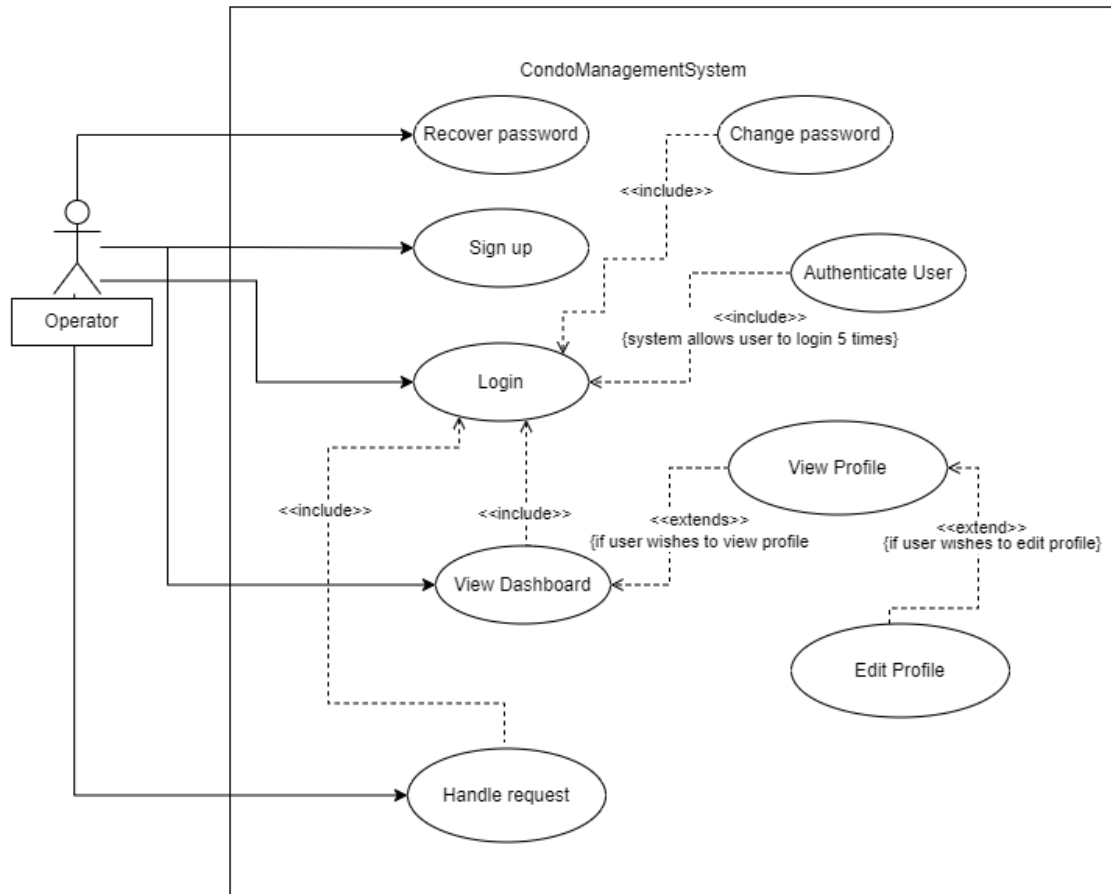 CondoManagementSystem
Recover password
Change password
<<include>>
Sign up
Authenticate User
Operator
<<include>>
{system allows user to login 5 times}
Login
View Profile
<<include>>
<<include>>
<<extends>>
{if user wishes to view profile
<<extend>>
{if user wishes to edit profile}
View Dashboard
Edit Profile
Handle request